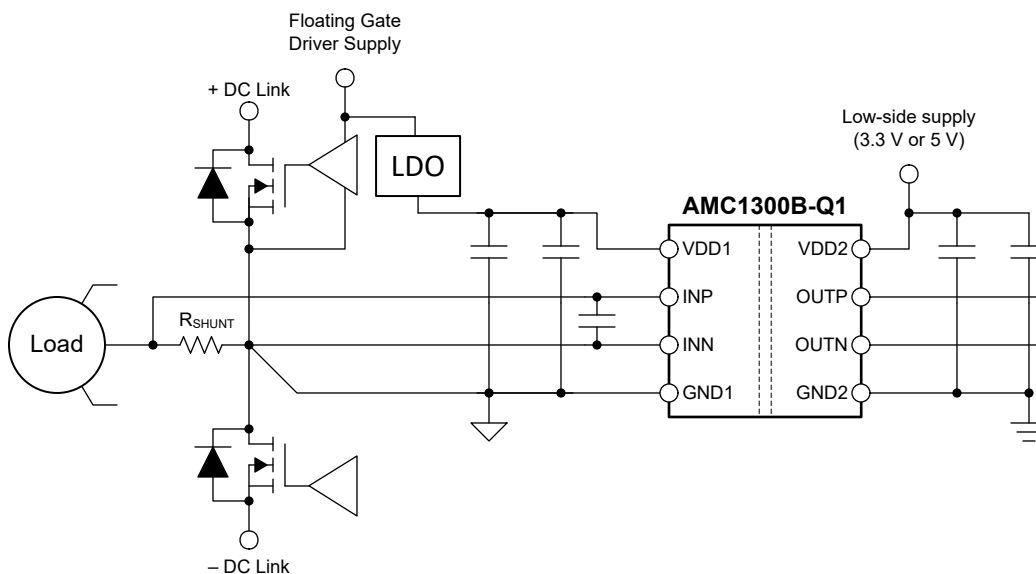 Floating Gate
Driver Supply
+ DC Link
LDO
Low-side supply
(3.3 V or 5 V)
AMC1300B-Q1
VDD1
VDD2
INP
OUTP
RSHUNT
Load
INN
OUTN
GND1
GND2
– DC Link